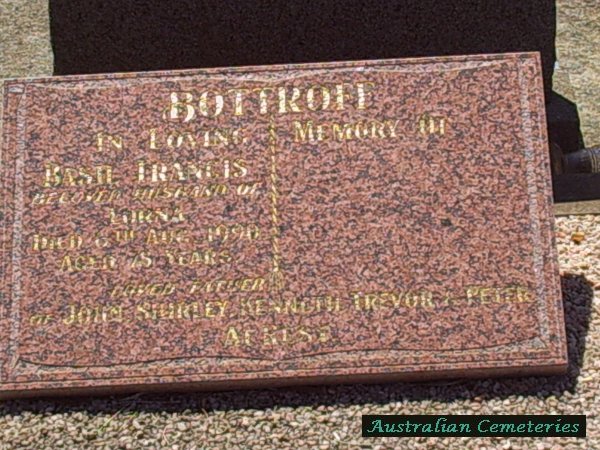 BOTTROFF
IN LOVING MEMORY OF
BASIL FRANCIS
BELOVED HUSBAND OF
LORNA
DIED 6TH AUG. 1990
AGED 75 YEARS
LOVED FATHER
OF JOHN SHIRLEY KENNETH TREVOR & PETER
AT REST
Australian Cemeteries